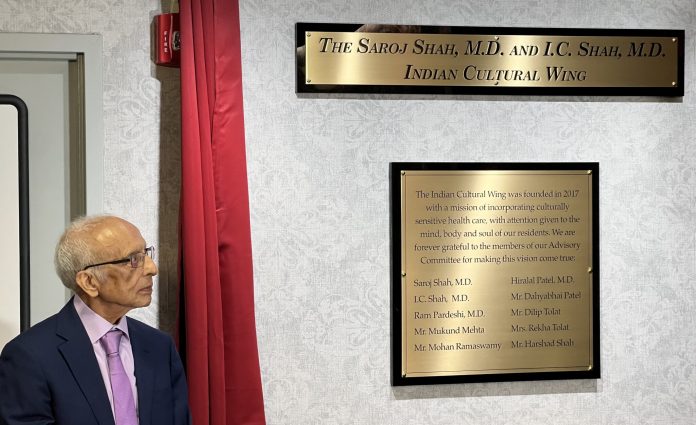 FIRE
The Saroj Shah, M.D. and I.C. Shah, M.D.
Indian Cultural Wing
The Indian Cultural Wing was founded in 2017
with a mission of incorporating culturally
sensitive health care, with attention given to the
mind, body and soul of our residents. We are
forever grateful to the members of our Advisory
Committee for making this vision come true:
Saroj Shah, M.D.
I.C. Shah, M.D.
Ram Pardeshi, M.D.
Mr. Mukund Mehta
Mr. Mohan Ramaswamy
Hiralal Patel, M.D.
Mr. Dahyabhai Patel
Mr. Dilip Tolat
Mrs. Rekha Tolat
Mr. Harshad Shah